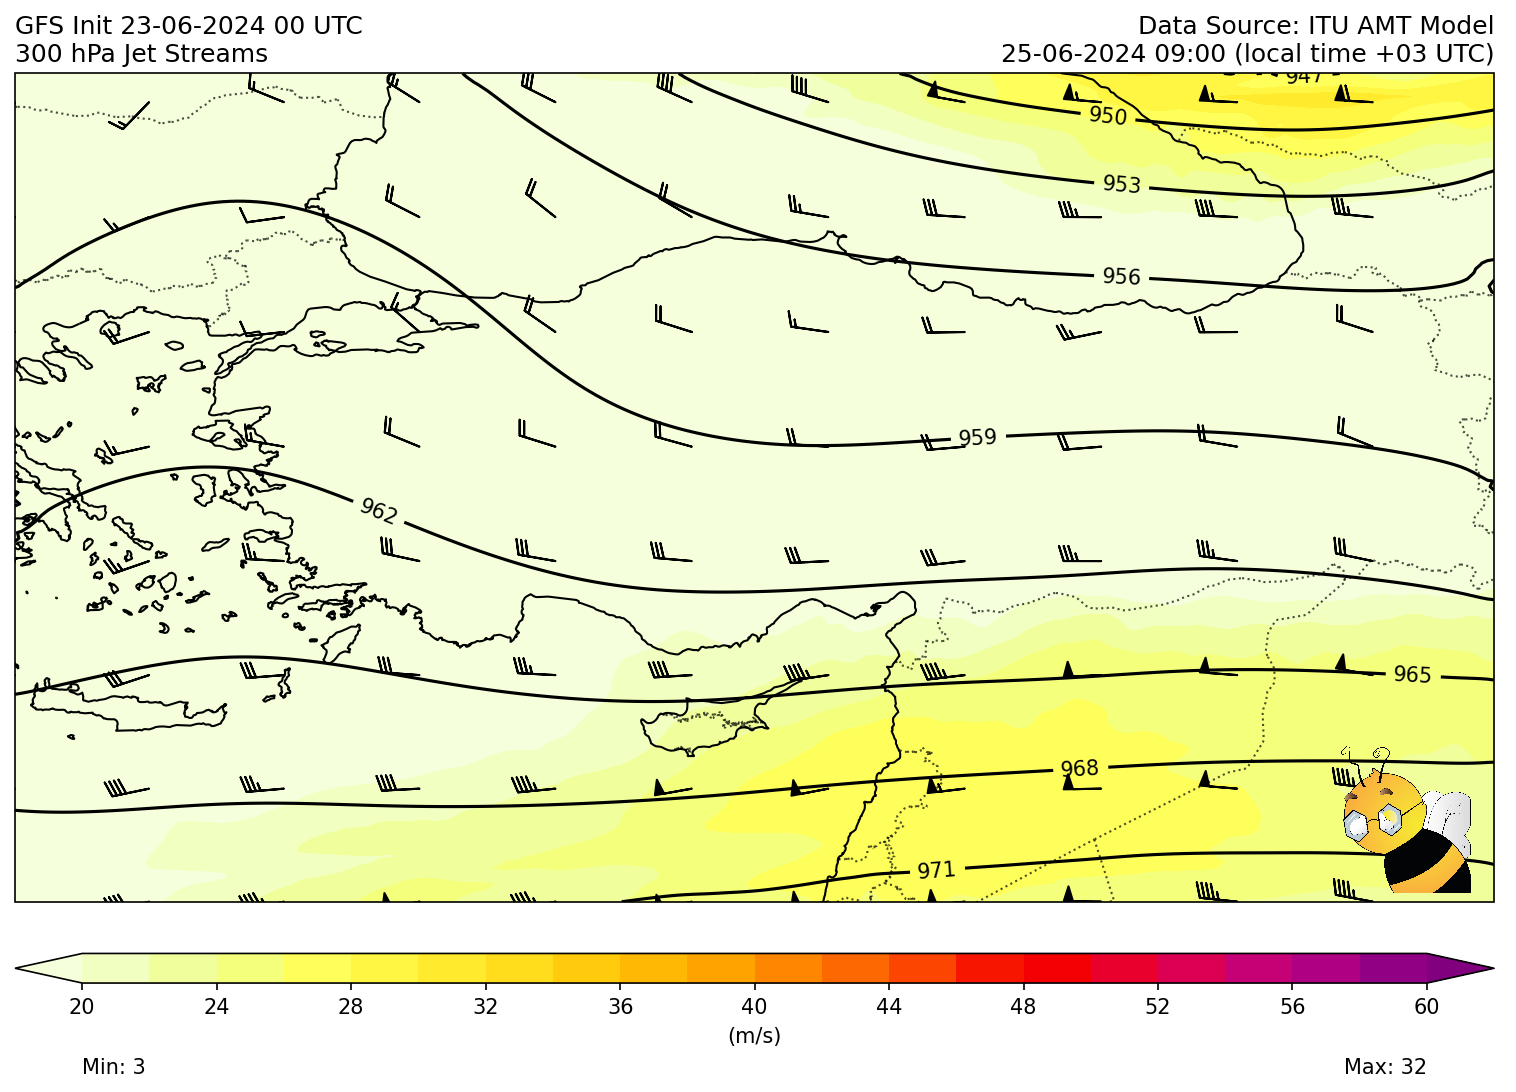 GFS Init 23-06-2024 00 UTC
Data Source: ITU AMT Model
300 hPa Jet Streams
25-06-2024 09:00 (local time +03 UTC)
947
950
953
956
959
962
965
968
971
20 24 28 32 36 40 44 48 52 56 60
(m/s)
Min: 3
Max: 32